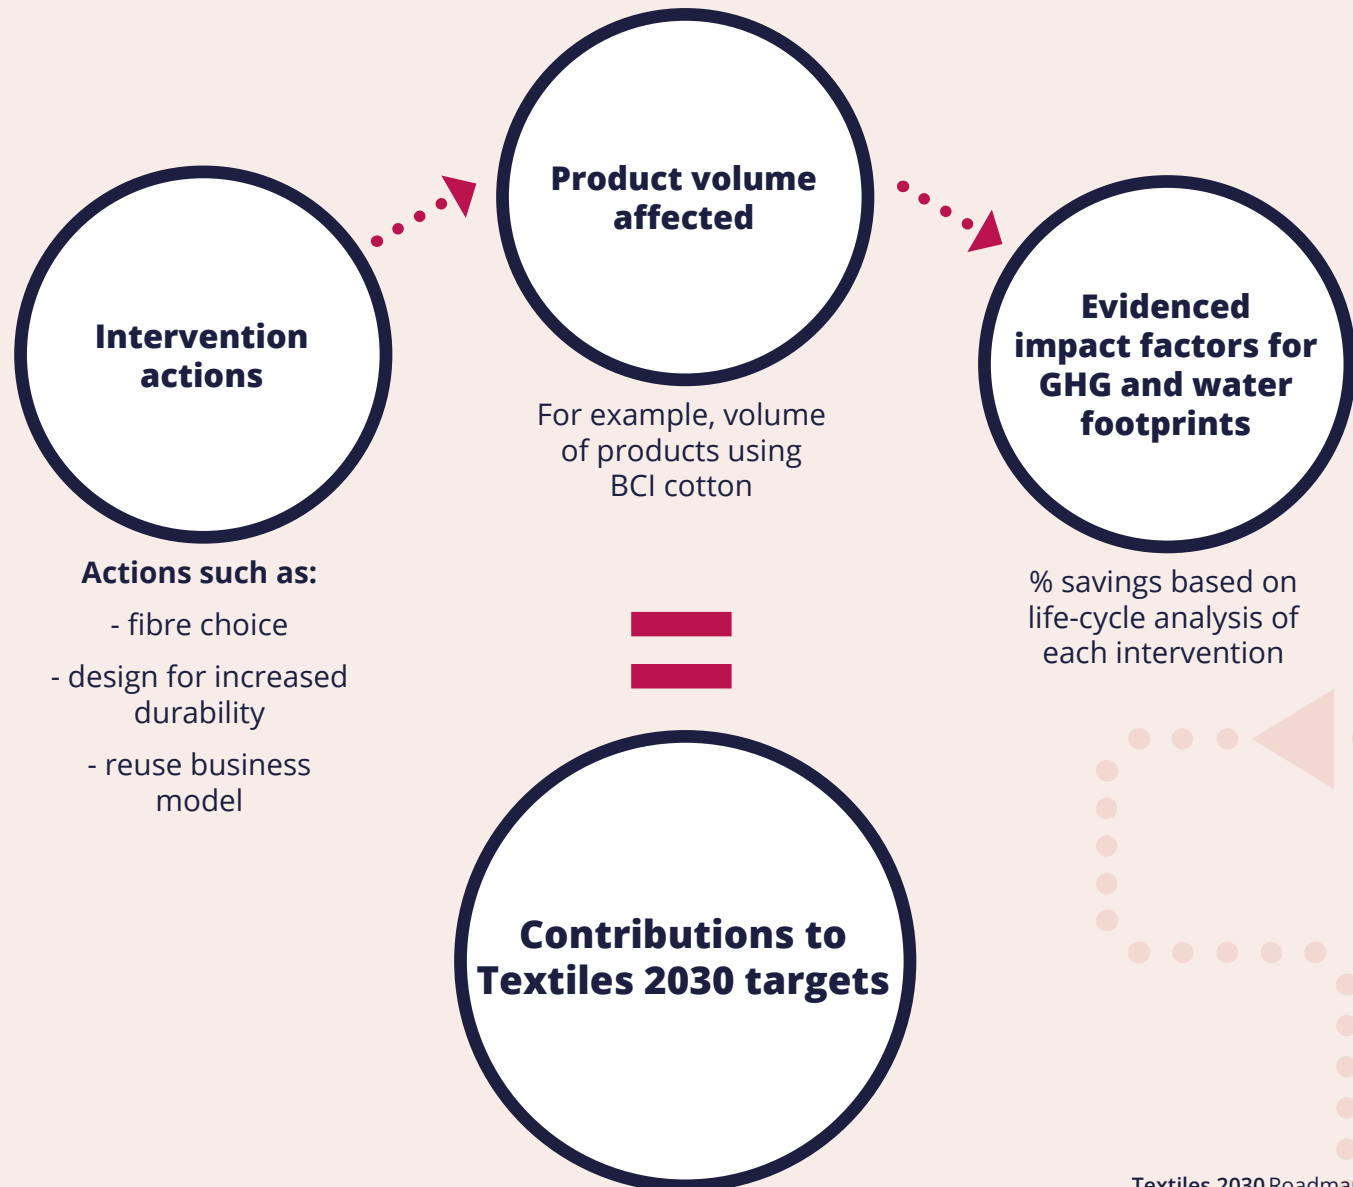 Intervention
actions
Actions such as:
- fibre choice
- design for increased
durability
- reuse business
model
Product volume
affected
For example, volume
of products using
BCI cotton
Evidenced
impact factors for
GHG and water
footprints
% savings based on
life-cycle analysis of
each intervention
Contributions to
Textiles 2030 targets
Textiles 2030 Roadmap